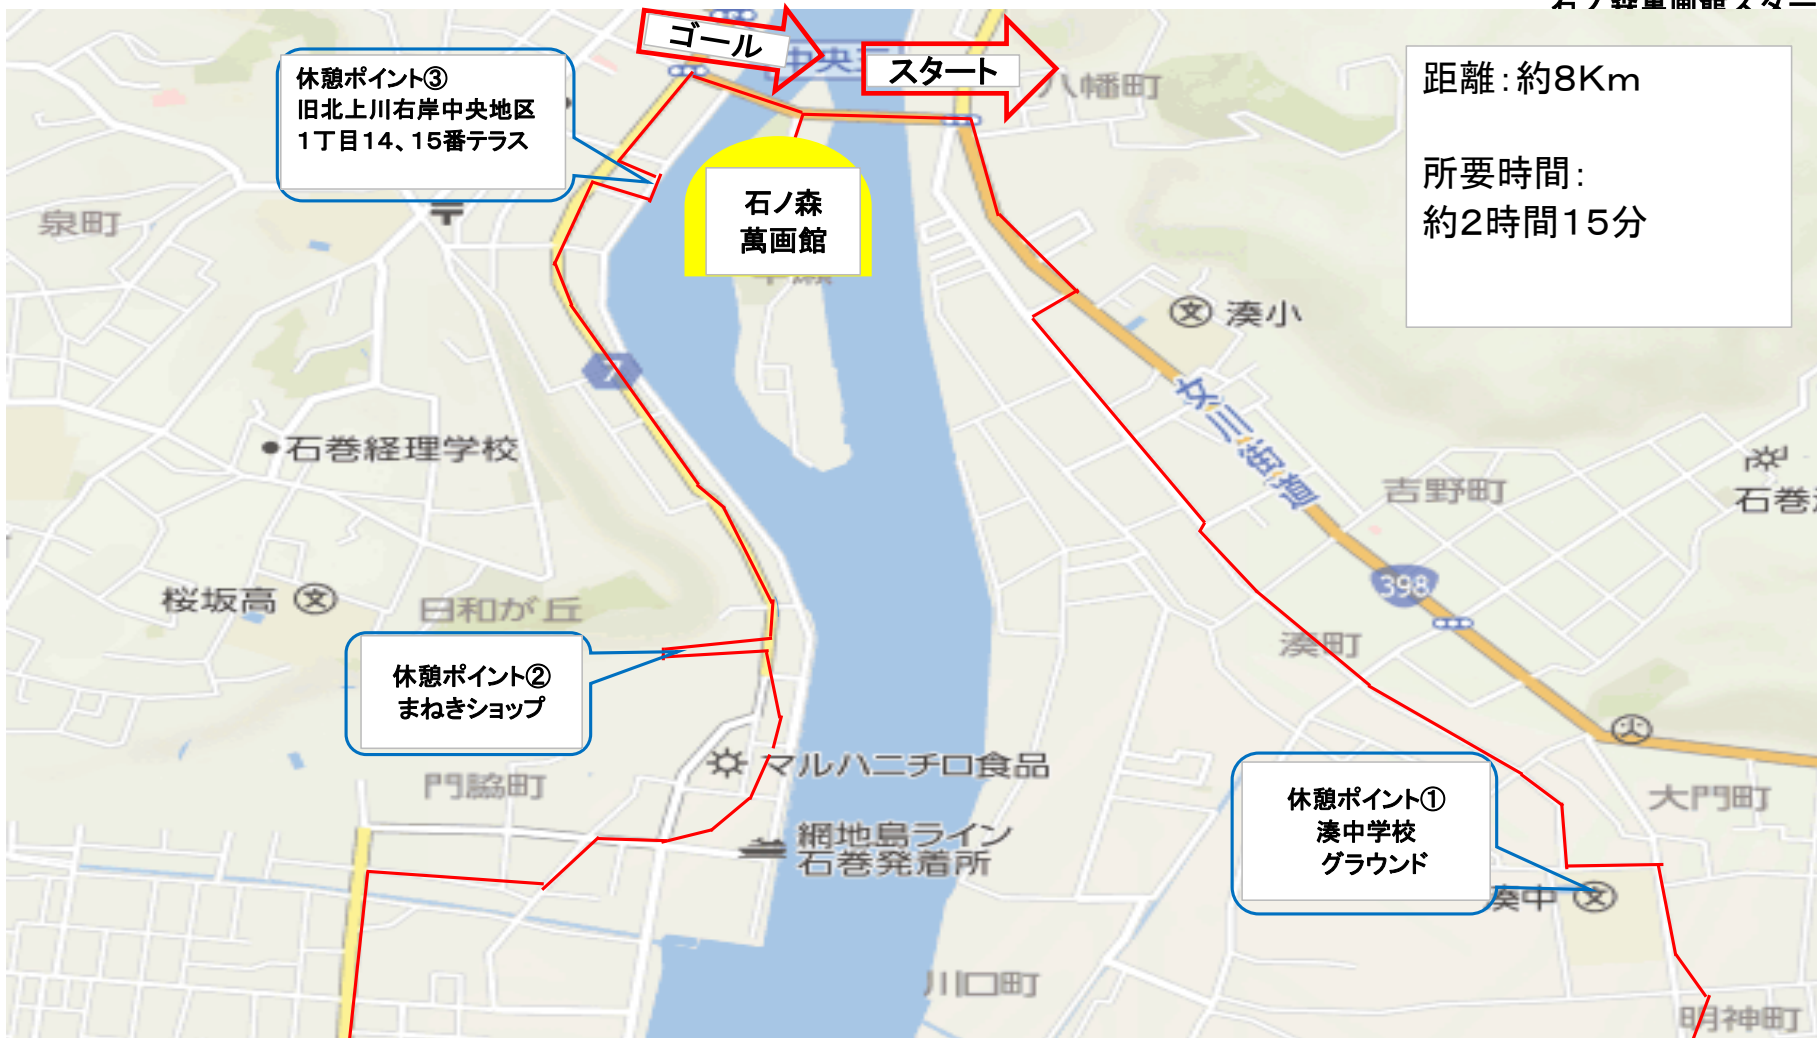 ゴール
スタート
休憩ポイント③
旧北上川右岸中央地区
1丁目14、15番テラス
八幡町
距離:約8Km
所要時間:
約2時間15分
石ノ森
萬画館
泉町
湊小
7
石巻経理学校
女川街道
吉野町
石巻
398
桜坂高
日和が丘
湊町
休憩ポイント②
まねきショップ
マルハニチロ食品
門脇町
網地島ライン
石巻発着所
休憩ポイント①
湊中学校
グラウンド
大門町
湊中
川口町
明神町